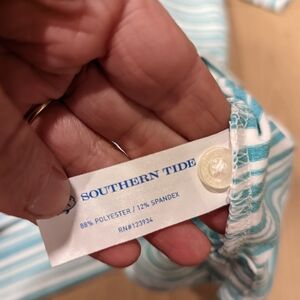 SOUTHERN TIDE
88% POLYESTER / 12% SPANDEX
RN#123934